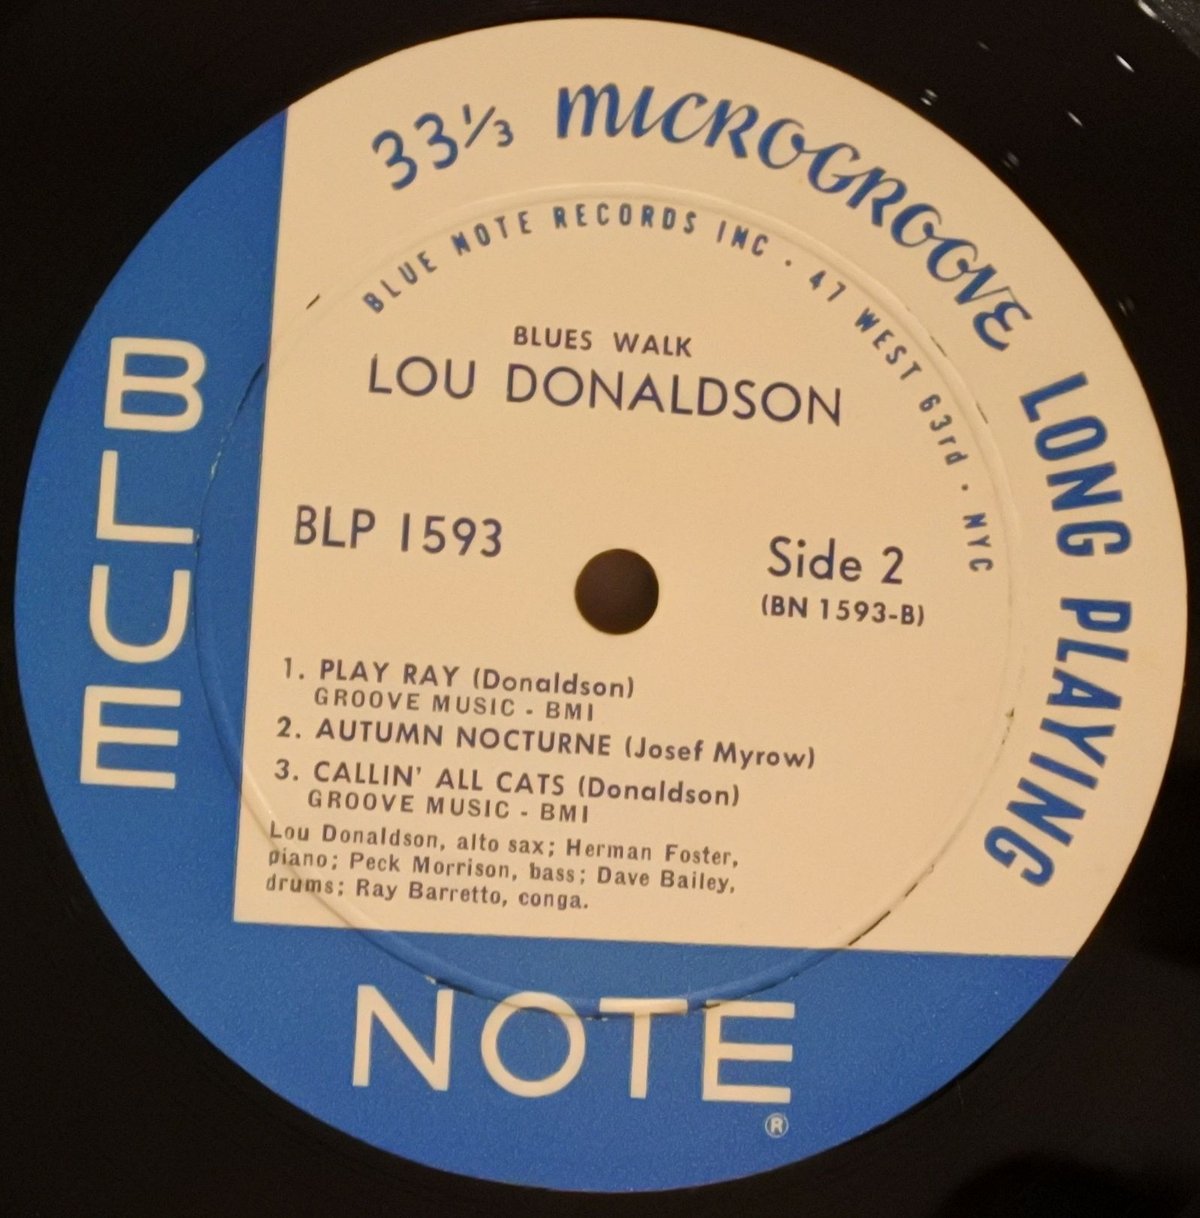 33⅓ MICROGROOVE LONG PLAYING
BLUE NOTE RECORDS INC · 47 WEST 63rd · NYC
BLUES WALK
LOU DONALDSON
BLP 1593
Side 2
(BN 1593-B)
1. PLAY RAY (Donaldson)
GROOVE MUSIC - BMI
2. AUTUMN NOCTURNE (Josef Myrow)
3. CALLIN' ALL CATS (Donaldson)
GROOVE MUSIC - BMI
Lou Donaldson, alto sax; Herman Foster,
piano; Peck Morrison, bass; Dave Bailey,
drums; Ray Barretto, conga.
BLUE
NOTE
®